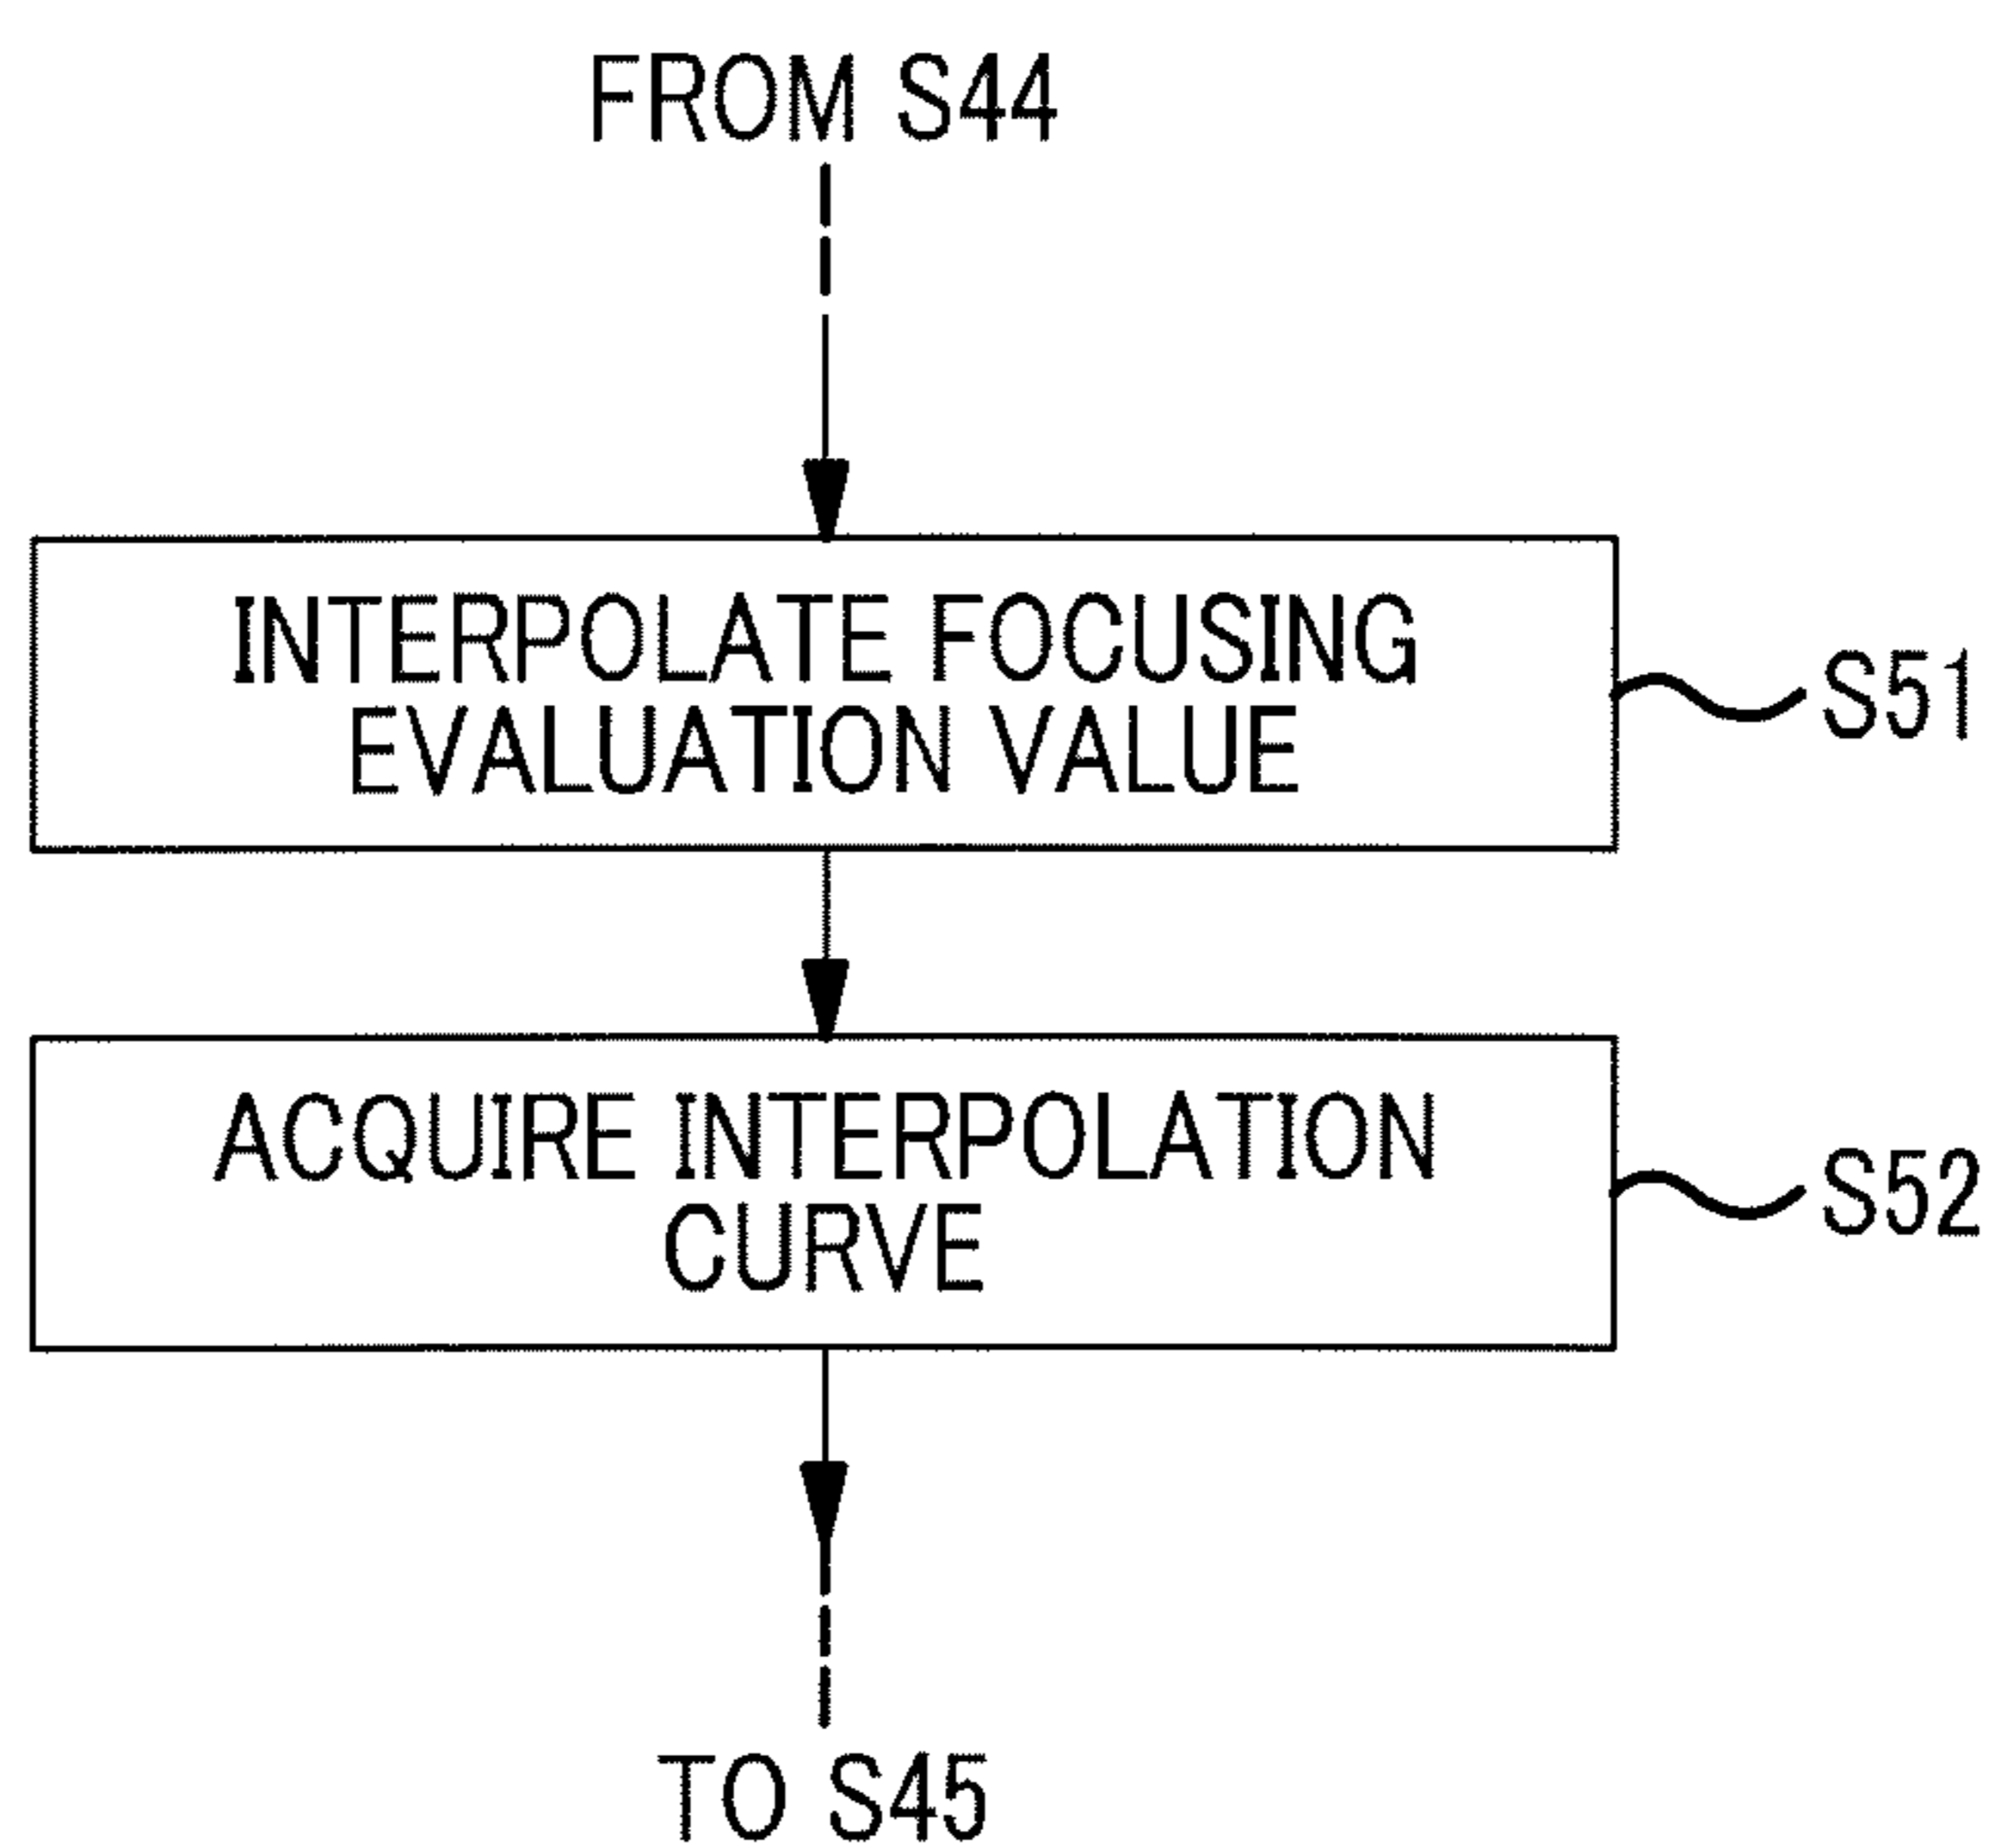 FROM S44
INTERPOLATE FOCUSING
EVALUATION VALUE
S51
ACQUIRE INTERPOLATION
CURVE
S52
TO S45